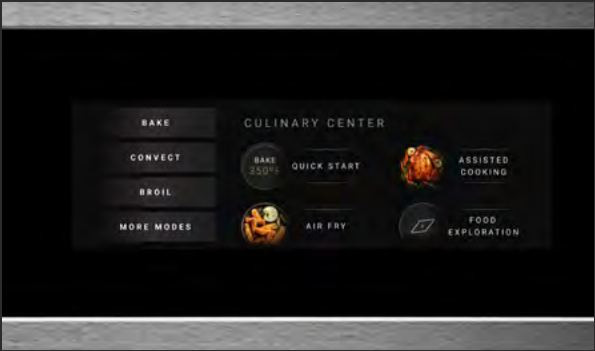 BAKE
CONVECT
BROIL
MORE MODES
CULINARY CENTER
BAKE
350°F
QUICK START
ASSISTED
COOKING
AIR FRY
FOOD
EXPLORATION